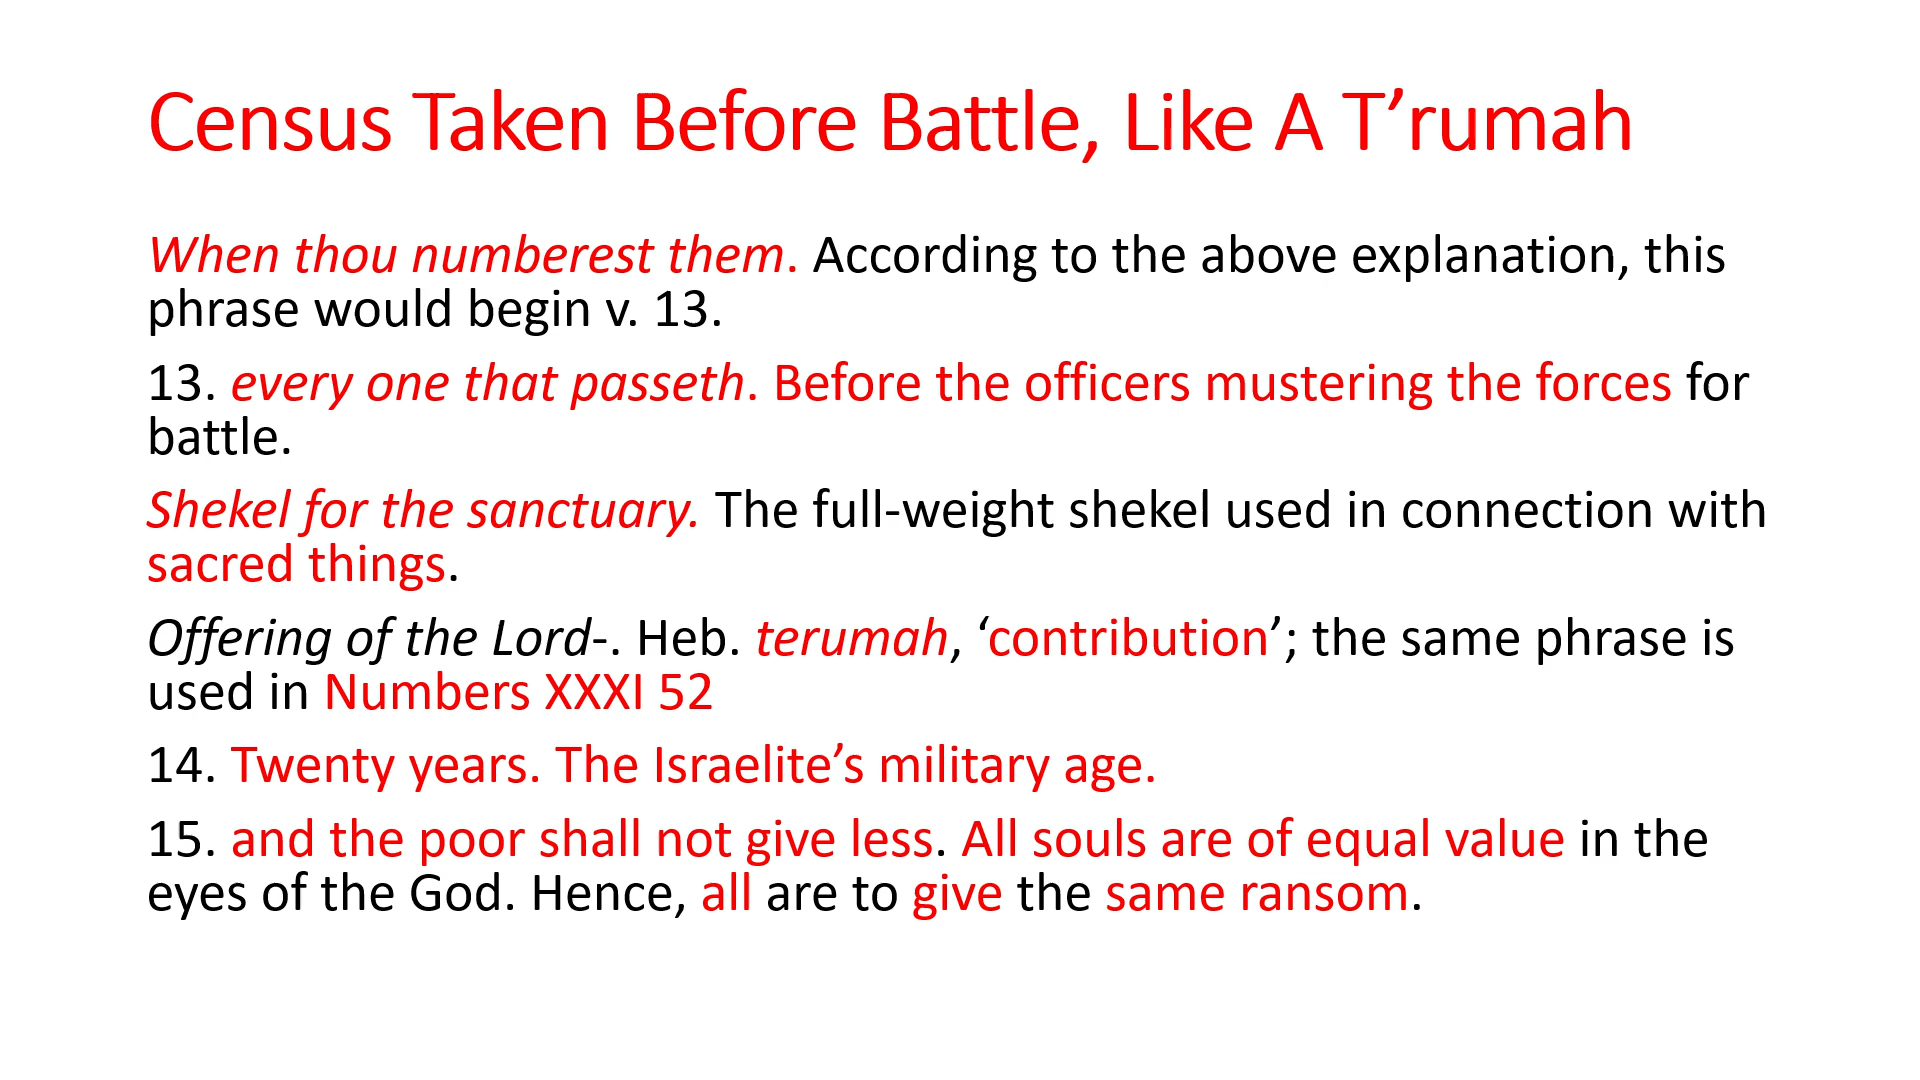 Census Taken Before Battle, Like A T’rumah
When thou numberest them. According to the above explanation, this
phrase would begin v. 13.
13. every one that passeth. Before the officers mustering the forces for
battle.
Shekel for the sanctuary. The full-weight shekel used in connection with
sacred things.
Offering of the Lord-. Heb. terumah, ‘contribution’; the same phrase is
used in Numbers XXXI 52
14. Twenty years. The Israelite’s military age.
15. and the poor shall not give less. All souls are of equal value in the
eyes of the God. Hence, all are to give the same ransom.